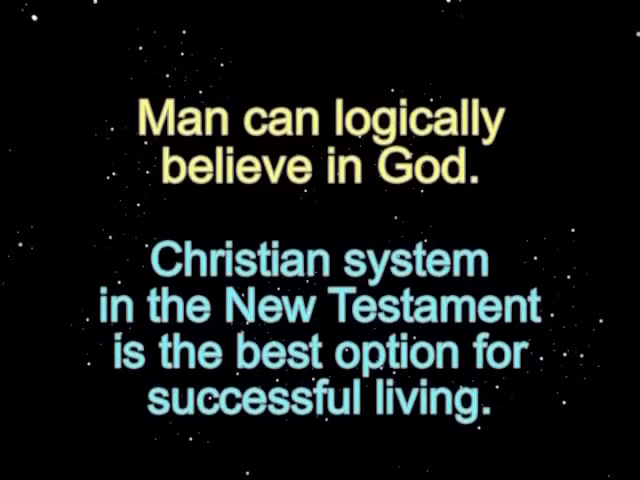 Man can logically
believe in God.
Christian system
in the New Testament
is the best option for
successful living.